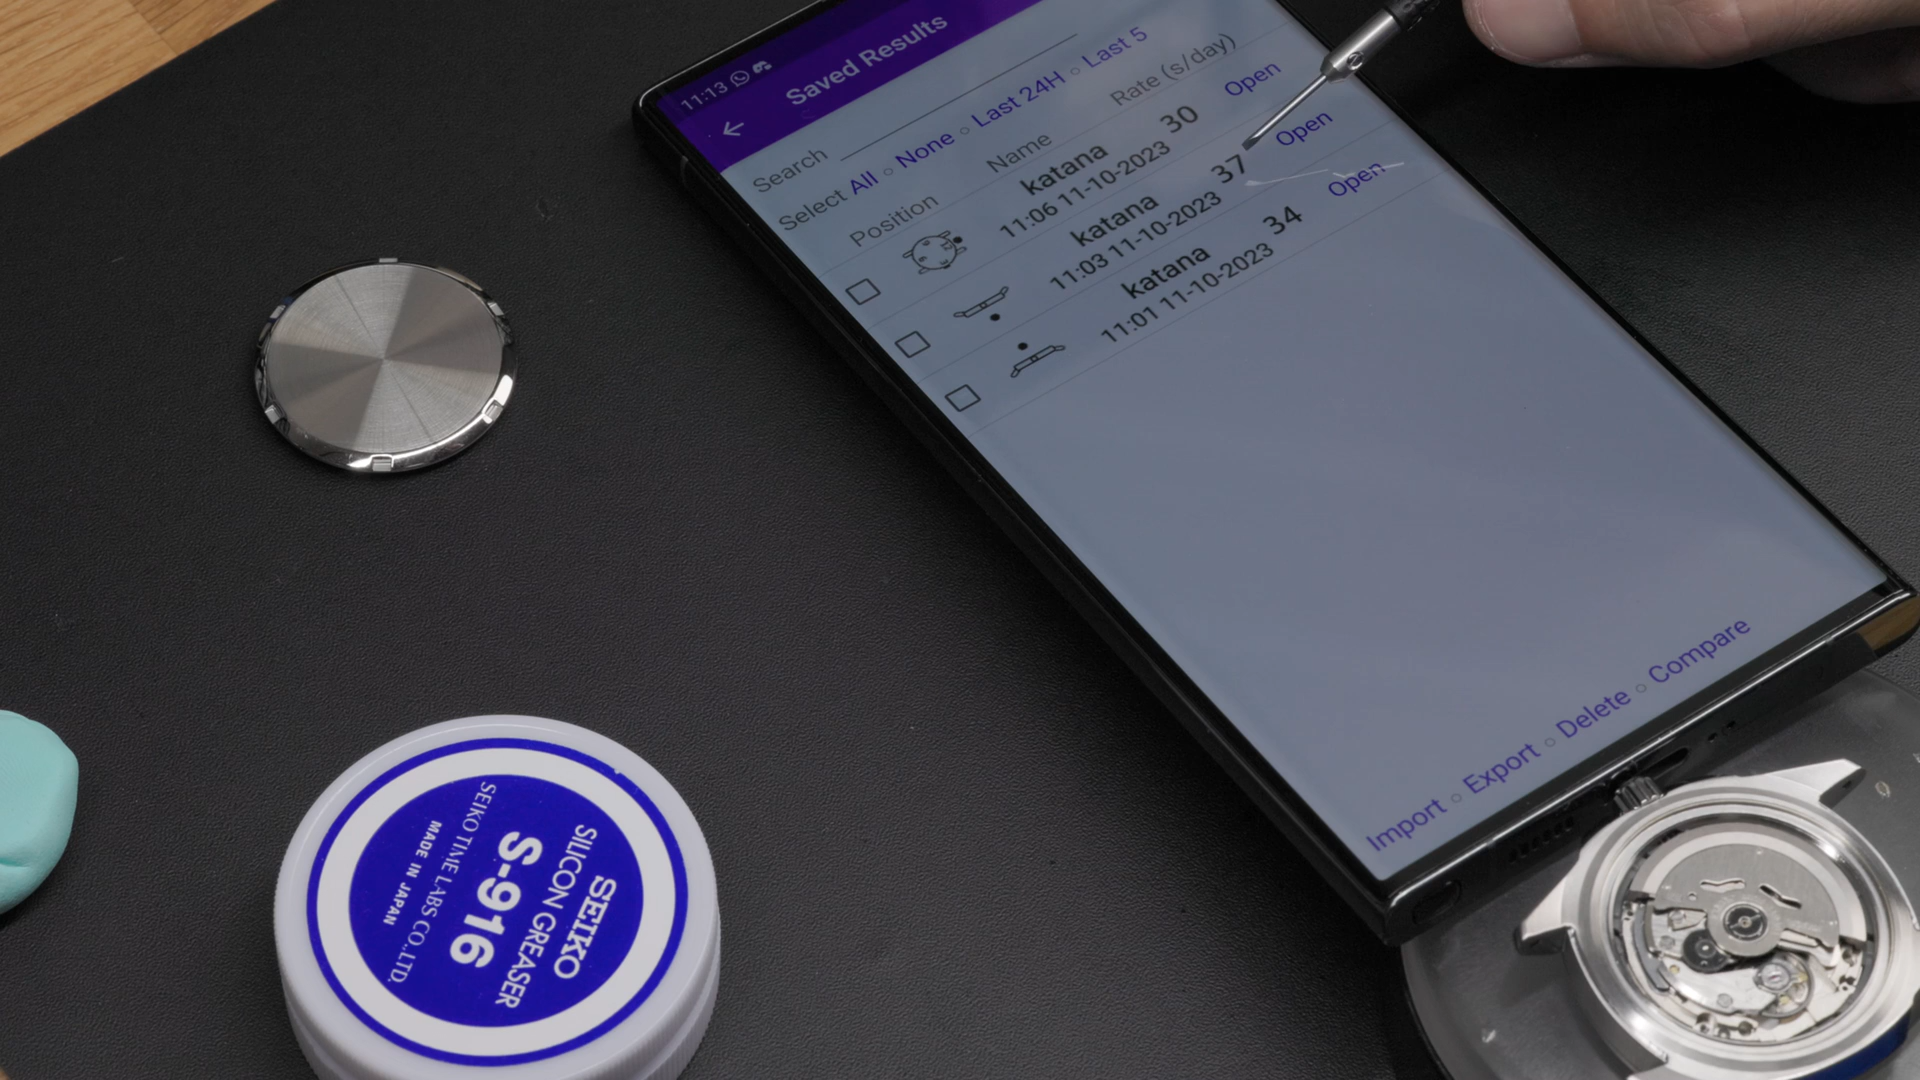 11:13
Saved Results
Search
Select All ○ None ○ Last 24H ○ Last 5
Position Name Rate (s/day)
katana 30 Open
11:06 11-10-2023
katana 37 Open
11:03 11-10-2023
katana 34 Open
11:01 11-10-2023
Import ○ Export ○ Delete ○ Compare
SEIKO
SILICON GREASER
S-916
SEIKO TIME LABS CO.,LTD.
MADE IN JAPAN